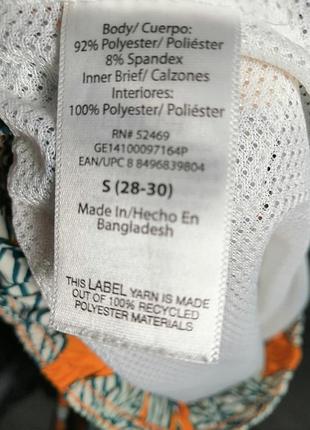 Body/ Cuerpo:
92% Polyester/ Poliéster
8% Spandex
Inner Brief/ Calzones
Interiores:
100% Polyester/ Poliéster
RN# 52469
GE14100097164P
EAN/UPC 8 8496839804
S (28-30)
Made In/Hecho En
Bangladesh
THIS LABEL YARN IS MADE
OUT OF 100% RECYCLED
POLYESTER MATERIALS